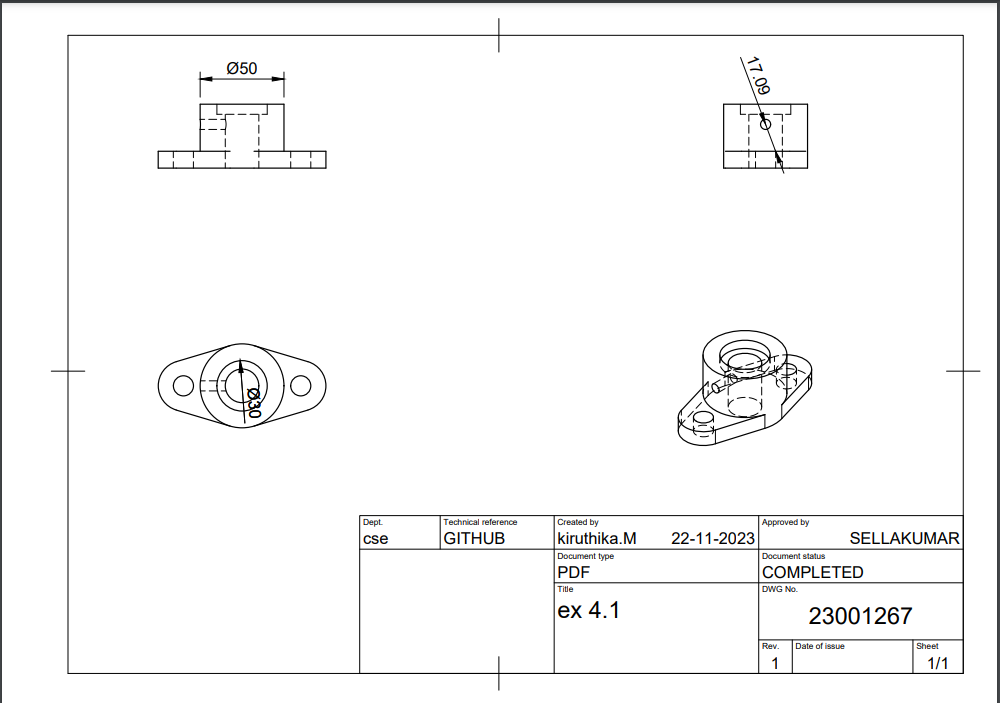 Ø50
17.09
Ø30
Dept.
cse
Technical reference
GITHUB
Created by
kiruthika.M 22-11-2023
Approved by
SELLAKUMAR
Document type
PDF
Document status
COMPLETED
Title
ex 4.1
DWG No.
23001267
Rev.
1
Date of issue
Sheet
1/1